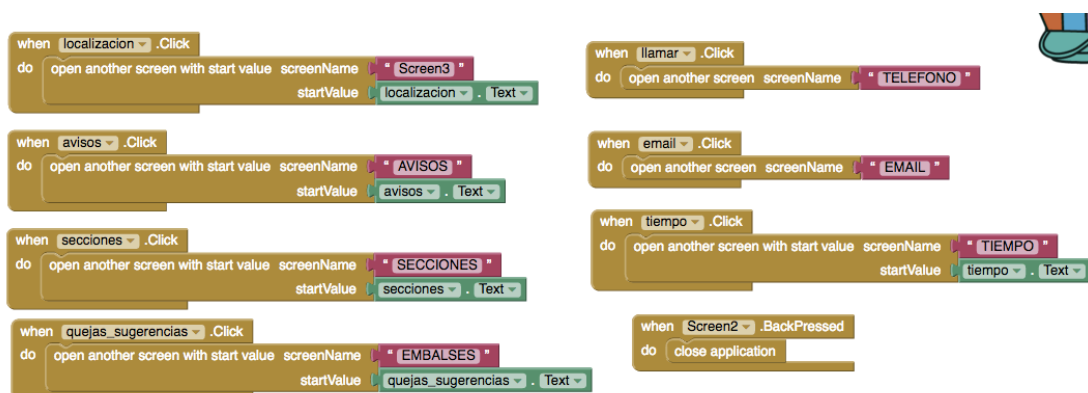 when localizacion .Click
do open another screen with start value screenName " Screen3 "
startValue localizacion . Text
when avisos .Click
do open another screen with start value screenName " AVISOS "
startValue avisos . Text
when secciones .Click
do open another screen with start value screenName " SECCIONES "
startValue secciones . Text
when quejas_sugerencias .Click
do open another screen with start value screenName " EMBALSES "
startValue quejas_sugerencias . Text
when llamar .Click
do open another screen screenName " TELEFONO "
when email .Click
do open another screen screenName " EMAIL "
when tiempo .Click
do open another screen with start value screenName " TIEMPO "
startValue tiempo . Text
when Screen2 .BackPressed
do close application